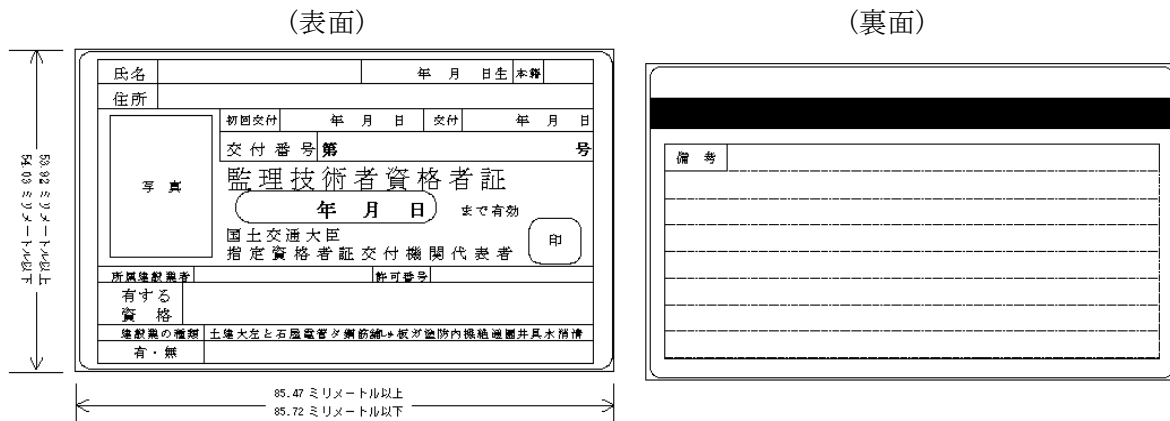 (表面)
(裏面)
氏名 年 月 日生 本籍
住所
初回交付 年 月 日 交付 年 月 日
交付番号 第 号
写 真
監理技術者資格者証
年 月 日 まで有効
国土交通大臣
指定資格者証交付機関代表者
印
所属建設業者 許可番号
有する
資 格
建設業の種類 土建大左と石屋電管タ鋼筋舗しゅ板ガ塗防内機絶通園井具水消清
有・無
53.92 ミリメートル以上
54.03 ミリメートル以下
85.47 ミリメートル以上
85.72 ミリメートル以下
備 考